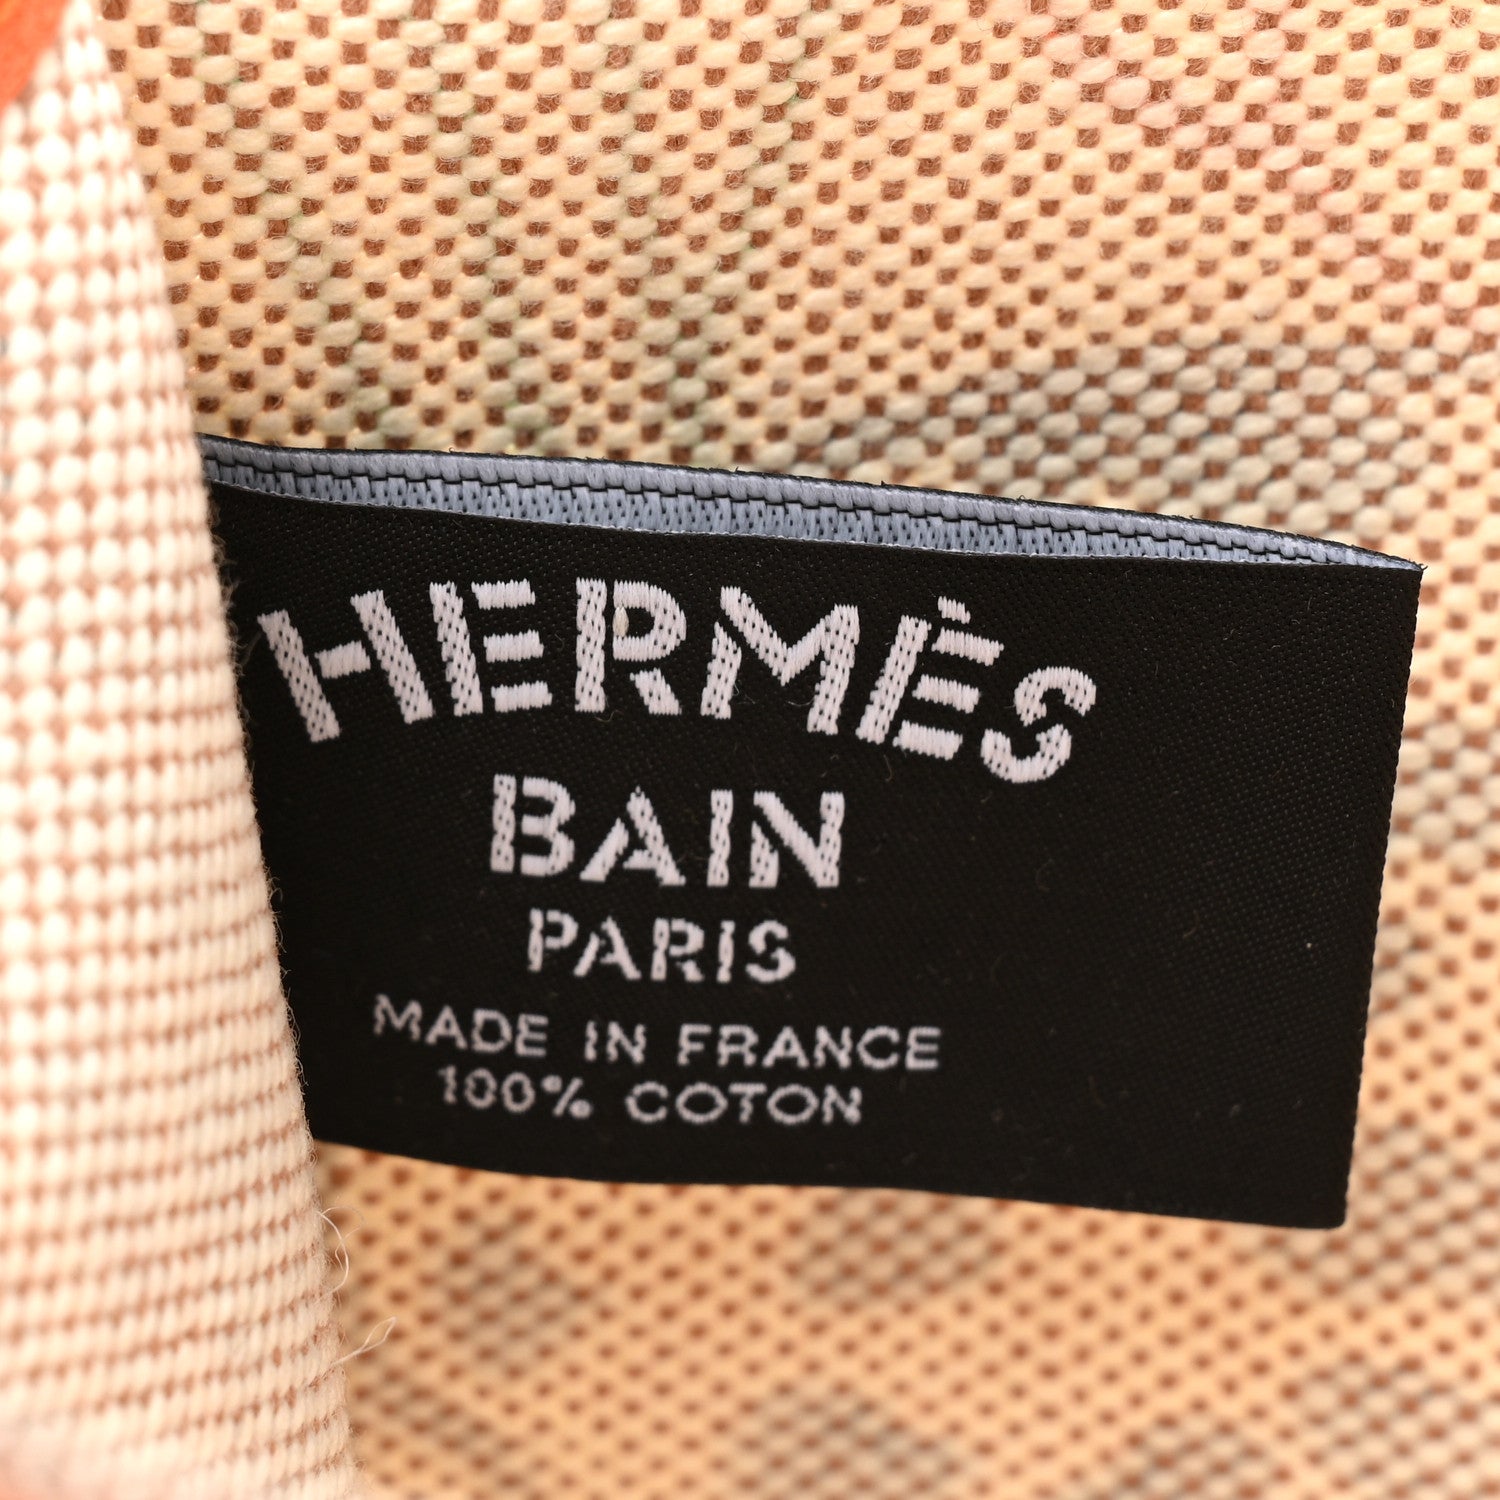 HERMÈS
BAIN
PARIS
MADE IN FRANCE
100% COTON